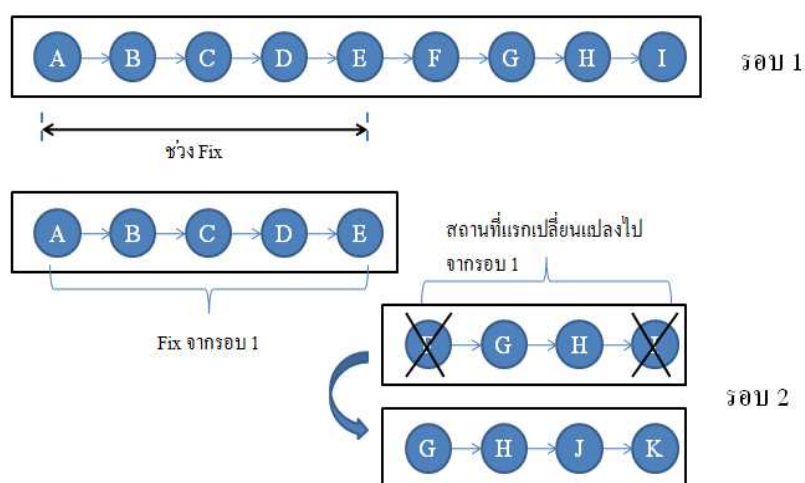 A B C D E F G H I
รอบ 1
ช่วง Fix
A B C D E
สถานที่แรกเปลี่ยนแปลงไป
จากรอบ 1
Fix จากรอบ 1
F G H I
รอบ 2
G H J K